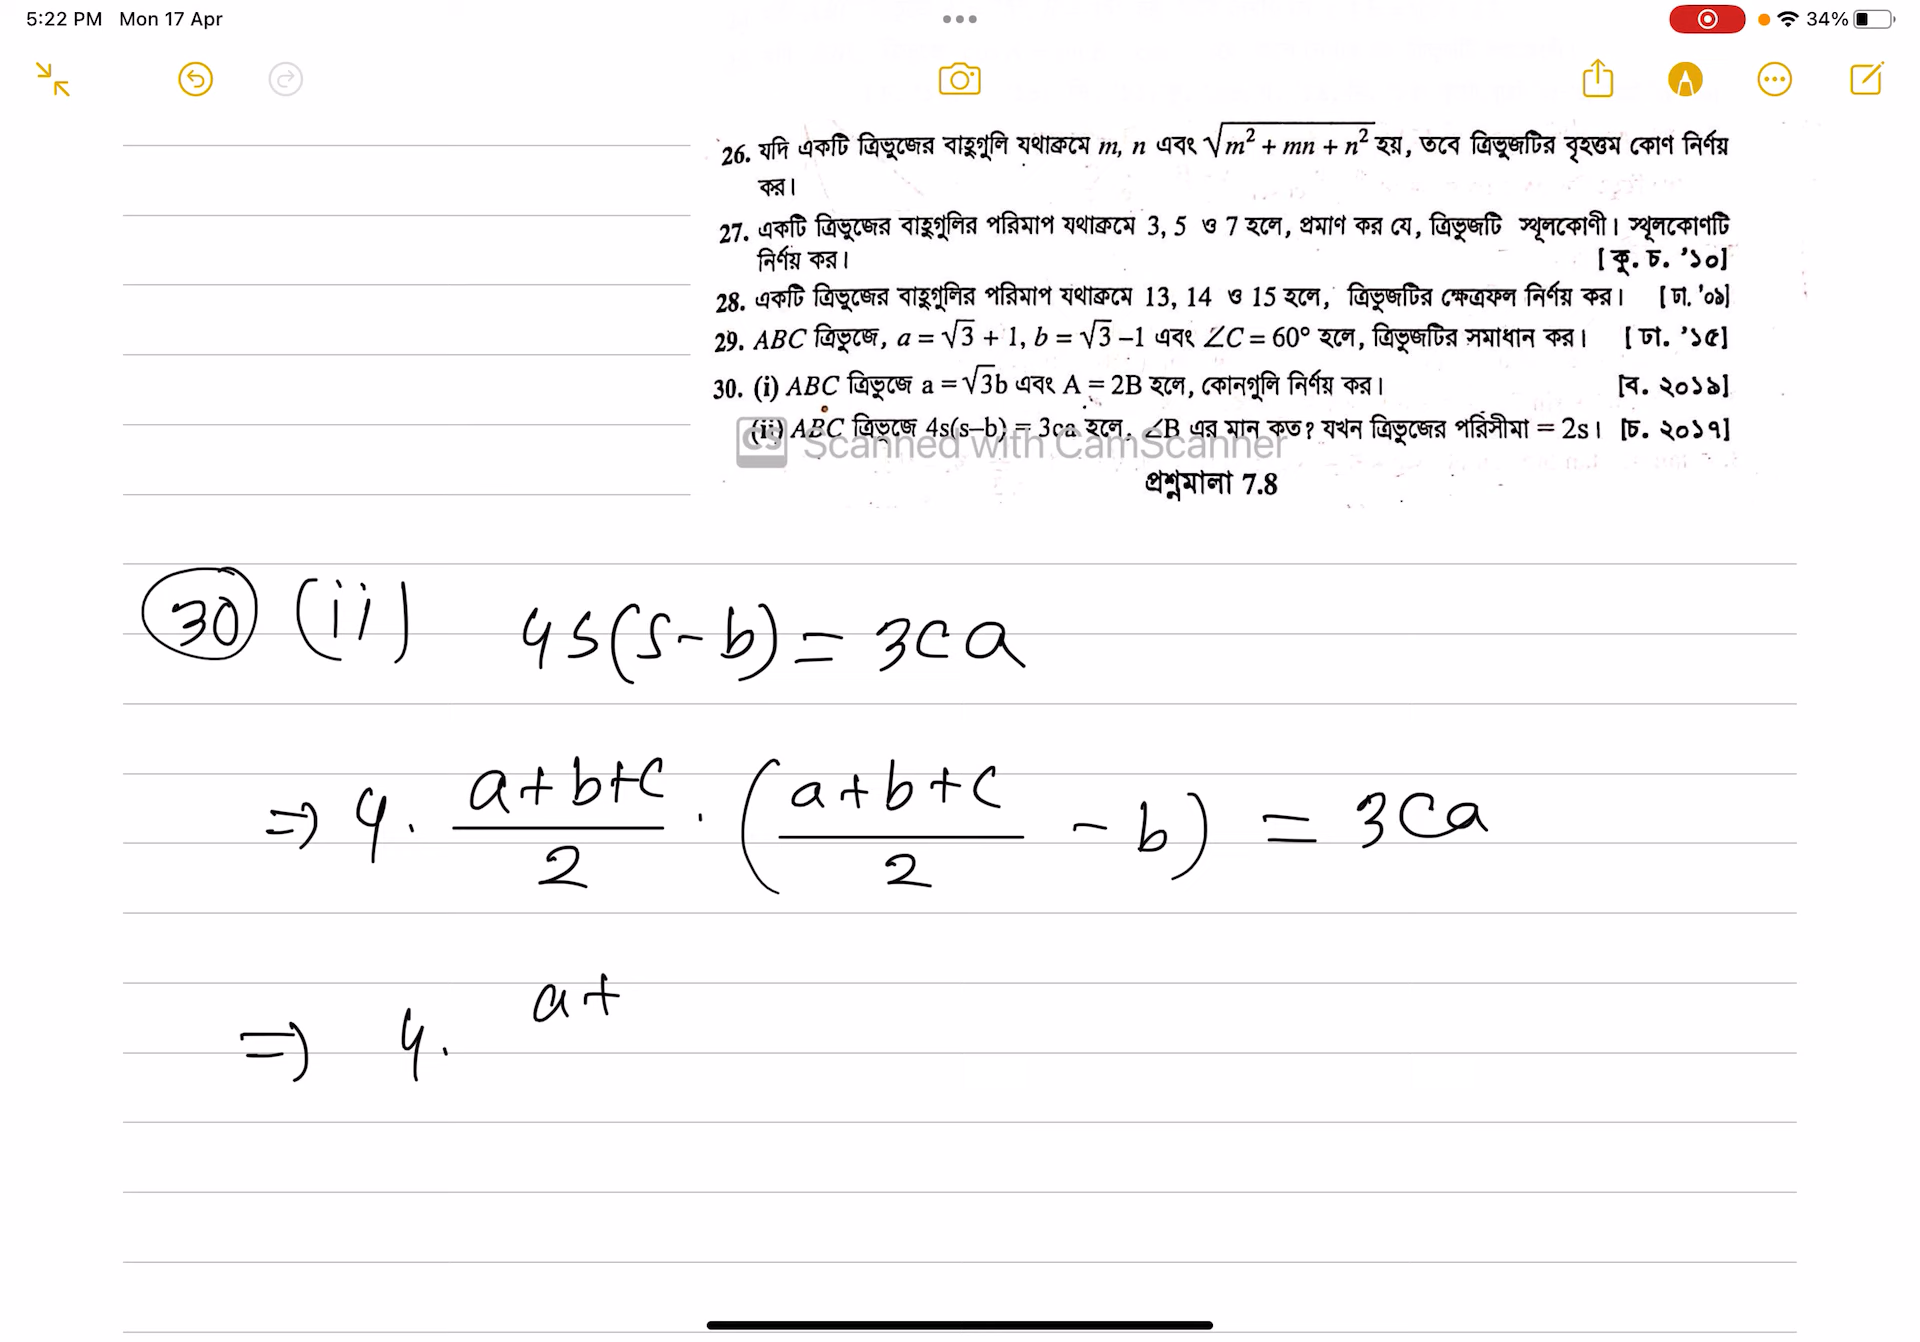 5:22 PM Mon 17 Apr
34%
26. যদি একটি ত্রিভুজের বাহুগুলি যথাক্রমে m, n এবং √m² + mn + n² হয়, তবে ত্রিভুজটির বৃহত্তম কোণ নির্ণয়
কর।
27. একটি ত্রিভুজের বাহুগুলির পরিমাপ যথাক্রমে 3, 5 ও 7 হলে, প্রমাণ কর যে, ত্রিভুজটি স্থূলকোণী। স্থূলকোণটি
নির্ণয় কর। [কু. চ. '১০]
28. একটি ত্রিভুজের বাহুগুলির পরিমাপ যথাক্রমে 13, 14 ও 15 হলে, ত্রিভুজটির ক্ষেত্রফল নির্ণয় কর। [ঢা. '০৯]
29. ABC ত্রিভুজে, a = √3 + 1, b = √3 –1 এবং ∠C = 60° হলে, ত্রিভুজটির সমাধান কর। [ঢা. '১৫]
30. (i) ABC ত্রিভুজে a = √3b এবং A = 2B হলে, কোনগুলি নির্ণয় কর। [ব. ২০১৯]
(ii) ABC ত্রিভুজে 4s(s–b) = 3ca হলে, ∠B এর মান কত? যখন ত্রিভুজের পরিসীমা = 2s। [চ. ২০১৭]
CS Scanned with CamScanner
প্রশ্নমালা 7.8
30 (ii) 4s(s-b) = 3ca
⇒ 4. a+b+c/2 · (a+b+c/2 - b) = 3ca
⇒ 4. a+